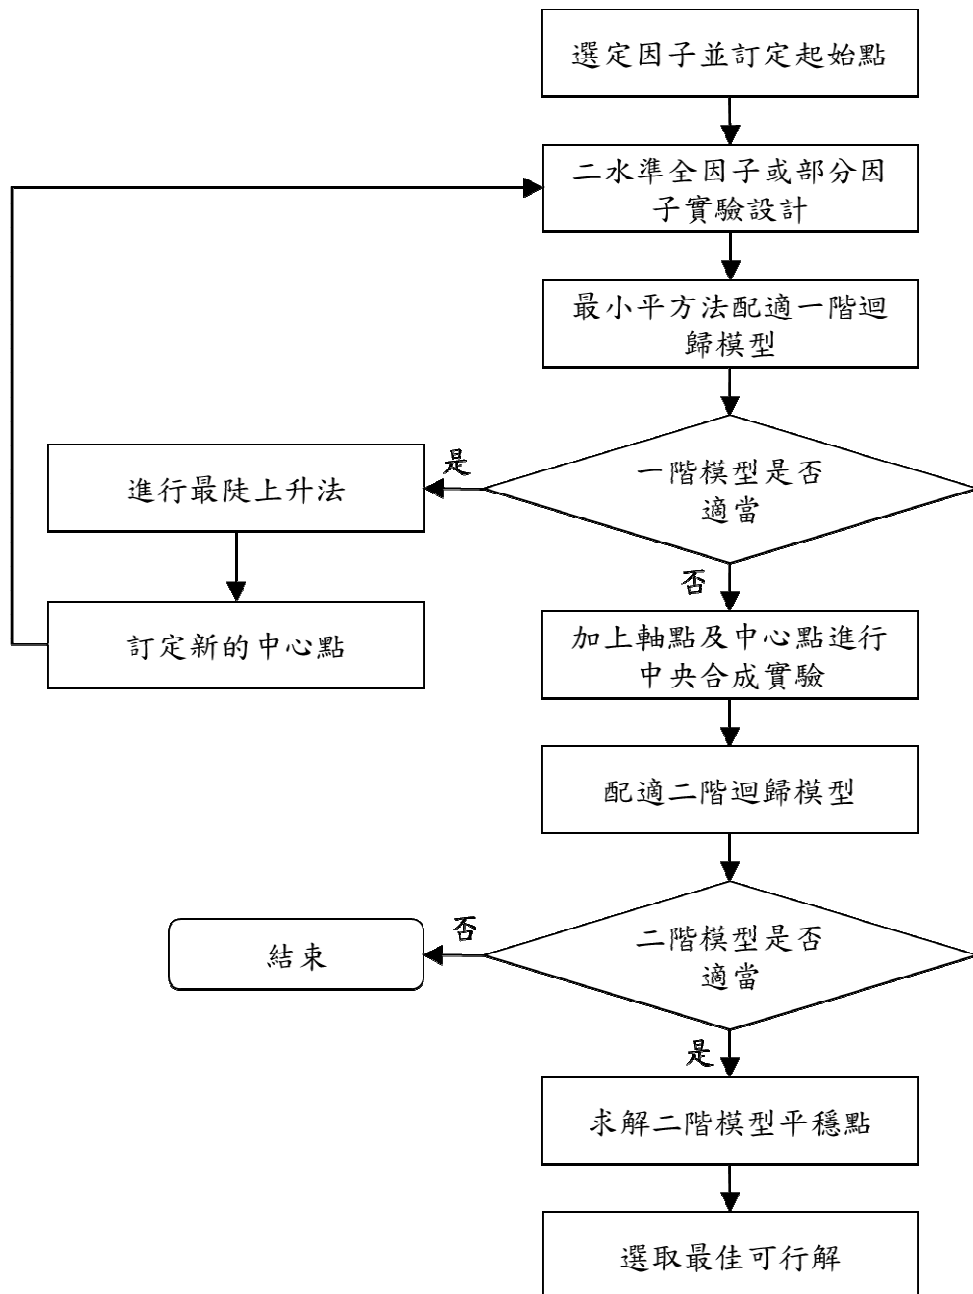 選定因子並訂定起始點
二水準全因子或部分因
子實驗設計
最小平方法配適一階迴
歸模型
一階模型是否
適當
是
進行最陡上升法
訂定新的中心點
否
加上軸點及中心點進行
中央合成實驗
配適二階迴歸模型
二階模型是否
適當
否
結束
是
求解二階模型平穩點
選取最佳可行解